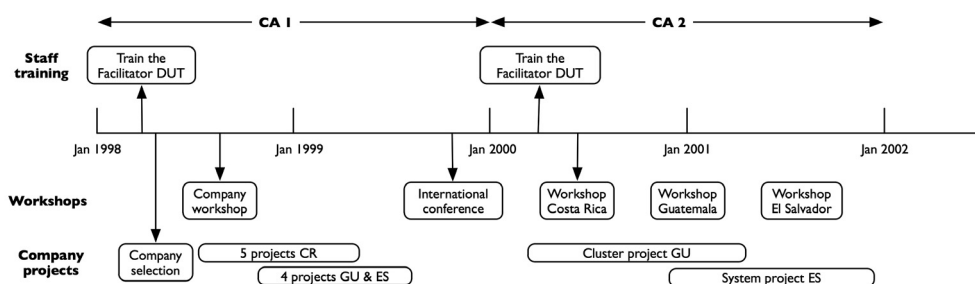 CA 1
CA 2
Staff
training
Train the
Facilitator DUT
Train the
Facilitator DUT
Jan 1998
Jan 1999
Jan 2000
Jan 2001
Jan 2002
Workshops
Company
workshop
International
conference
Workshop
Costa Rica
Workshop
Guatemala
Workshop
El Salvador
Company
projects
Company
selection
5 projects CR
4 projects GU & ES
Cluster project GU
System project ES